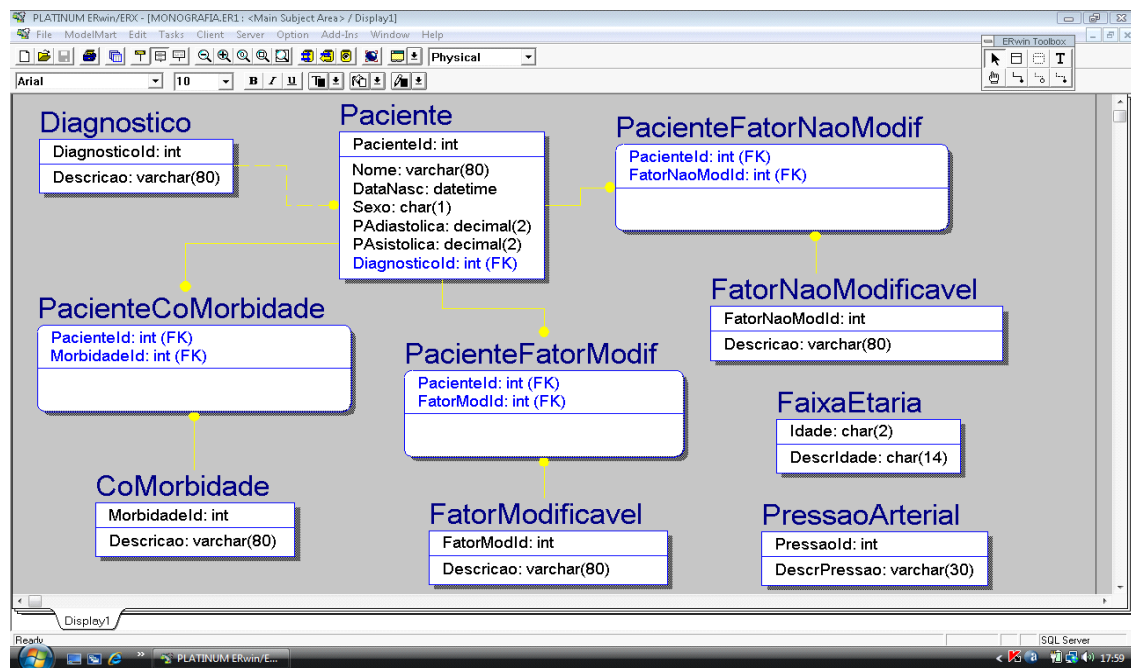 PLATINUM ERwin/ERX - [MONOGRAFIA.ER1 : <Main Subject Area> / Display1]
File ModelMart Edit Tasks Client Server Option Add-Ins Window Help
Physical
ERwin Toolbox
T
Arial 10 B I U
Diagnostico
DiagnosticoId: int
Descricao: varchar(80)
Paciente
PacienteId: int
Nome: varchar(80)
DataNasc: datetime
Sexo: char(1)
PAdiastolica: decimal(2)
PAsistolica: decimal(2)
DiagnosticoId: int (FK)
PacienteFatorNaoModif
PacienteId: int (FK)
FatorNaoModId: int (FK)
PacienteCoMorbidade
PacienteId: int (FK)
MorbidadeId: int (FK)
PacienteFatorModif
PacienteId: int (FK)
FatorModId: int (FK)
FatorNaoModificavel
FatorNaoModId: int
Descricao: varchar(80)
FaixaEtaria
Idade: char(2)
DescrIdade: char(14)
CoMorbidade
MorbidadeId: int
Descricao: varchar(80)
FatorModificavel
FatorModId: int
Descricao: varchar(80)
PressaoArterial
PressaoId: int
DescrPressao: varchar(30)
Display1
Ready
SQL Server
PLATINUM ERwin/E...
17:59